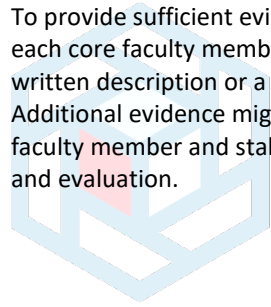 To provide sufficient evi
each core faculty memb
written description or a
Additional evidence mig
faculty member and stal
and evaluation.